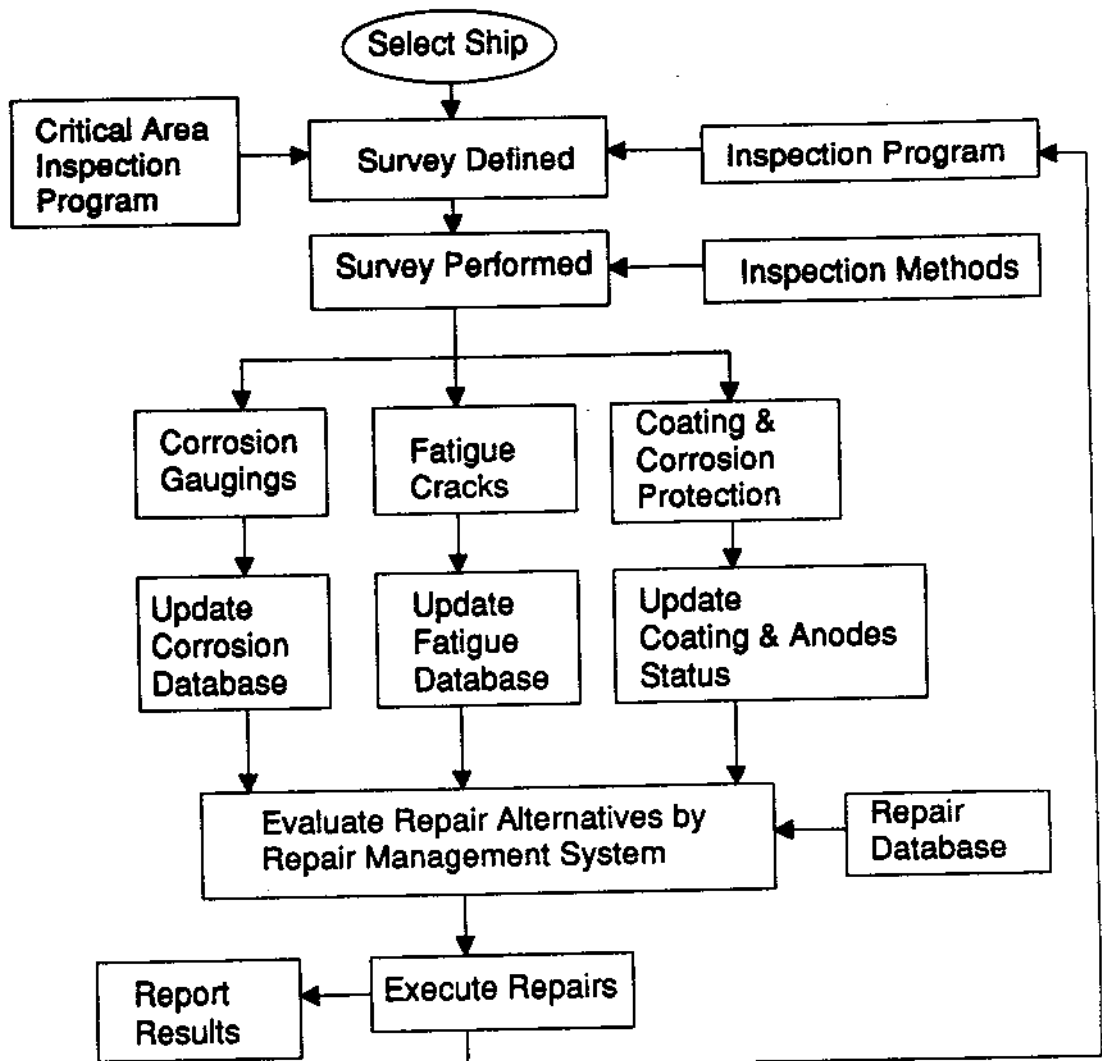 Select Ship
Critical Area
Inspection
Program
Survey Defined
Inspection Program
Survey Performed
Inspection Methods
Corrosion
Gaugings
Fatigue
Cracks
Coating &
Corrosion
Protection
Update
Corrosion
Database
Update
Fatigue
Database
Update
Coating & Anodes
Status
Evaluate Repair Alternatives by
Repair Management System
Repair
Database
Report
Results
Execute Repairs